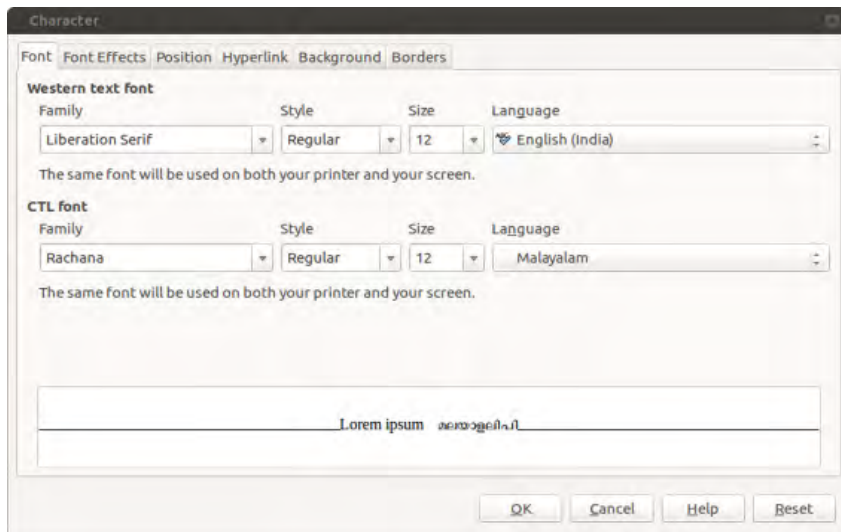 Character
Font Font Effects Position Hyperlink Background Borders
Western text font
Family Style Size Language
Liberation Serif Regular 12 English (India)
The same font will be used on both your printer and your screen.
CTL font
Family Style Size Language
Rachana Regular 12 Malayalam
The same font will be used on both your printer and your screen.
Lorem ipsum മലയാളലിപി
OK Cancel Help Reset